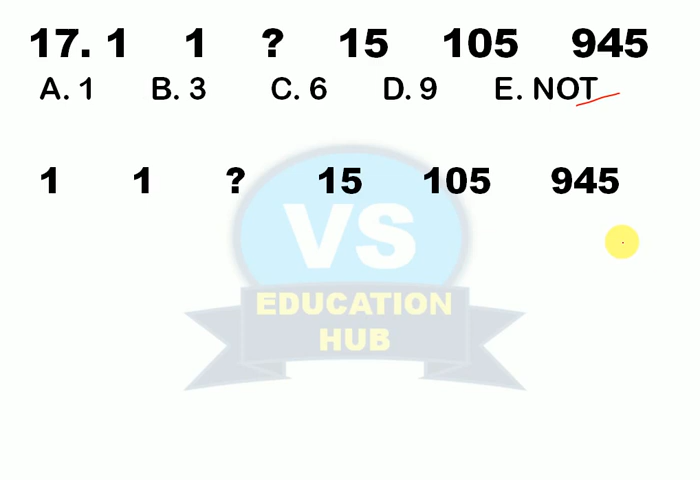 17. 1 1 ? 15 105 945
A. 1 B. 3 C. 6 D. 9 E. NOT
1 1 ? 15 105 945
VS
EDUCATION
HUB